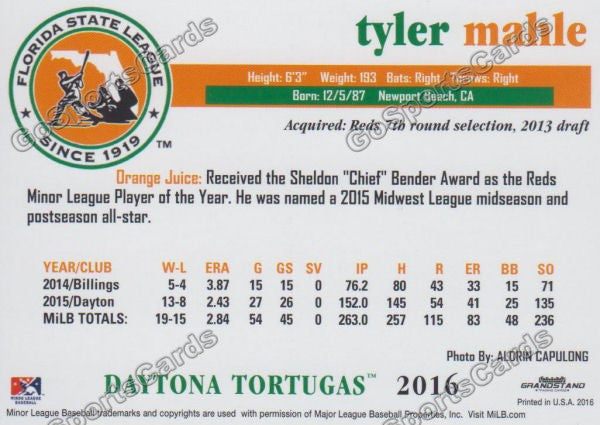 tyler mahle
FLORIDA STATE LEAGUE
SINCE 1919
TM
Height: 6'3" Weight: 193 Bats: Right Throws: Right
Born: 12/5/87 Newport Beech, CA
Acquired: Reds 7th round selection, 2013 draft
Orange Juice: Received the Sheldon "Chief" Bender Award as the Reds
Minor League Player of the Year. He was named a 2015 Midwest League midseason and
postseason all-star.
YEAR/CLUB W-L ERA G GS SV IP H R ER BB SO
2014/Billings 5-4 3.87 15 15 0 76.2 80 43 33 15 71
2015/Dayton 13-8 2.43 27 26 0 152.0 145 54 41 25 135
MiLB TOTALS: 19-15 2.84 54 45 0 263.0 257 115 83 48 236
Photo By: ALDRIN CAPULONG
DAYTONA TORTUGAS™ 2016
MINOR LEAGUE BASEBALL
GRANDSTAND
Printed in U.S.A. 2016
Minor League Baseball trademarks and copyrights are used with permission of Major League Baseball Properties, Inc. Visit MiLB.com
GoSportsCards